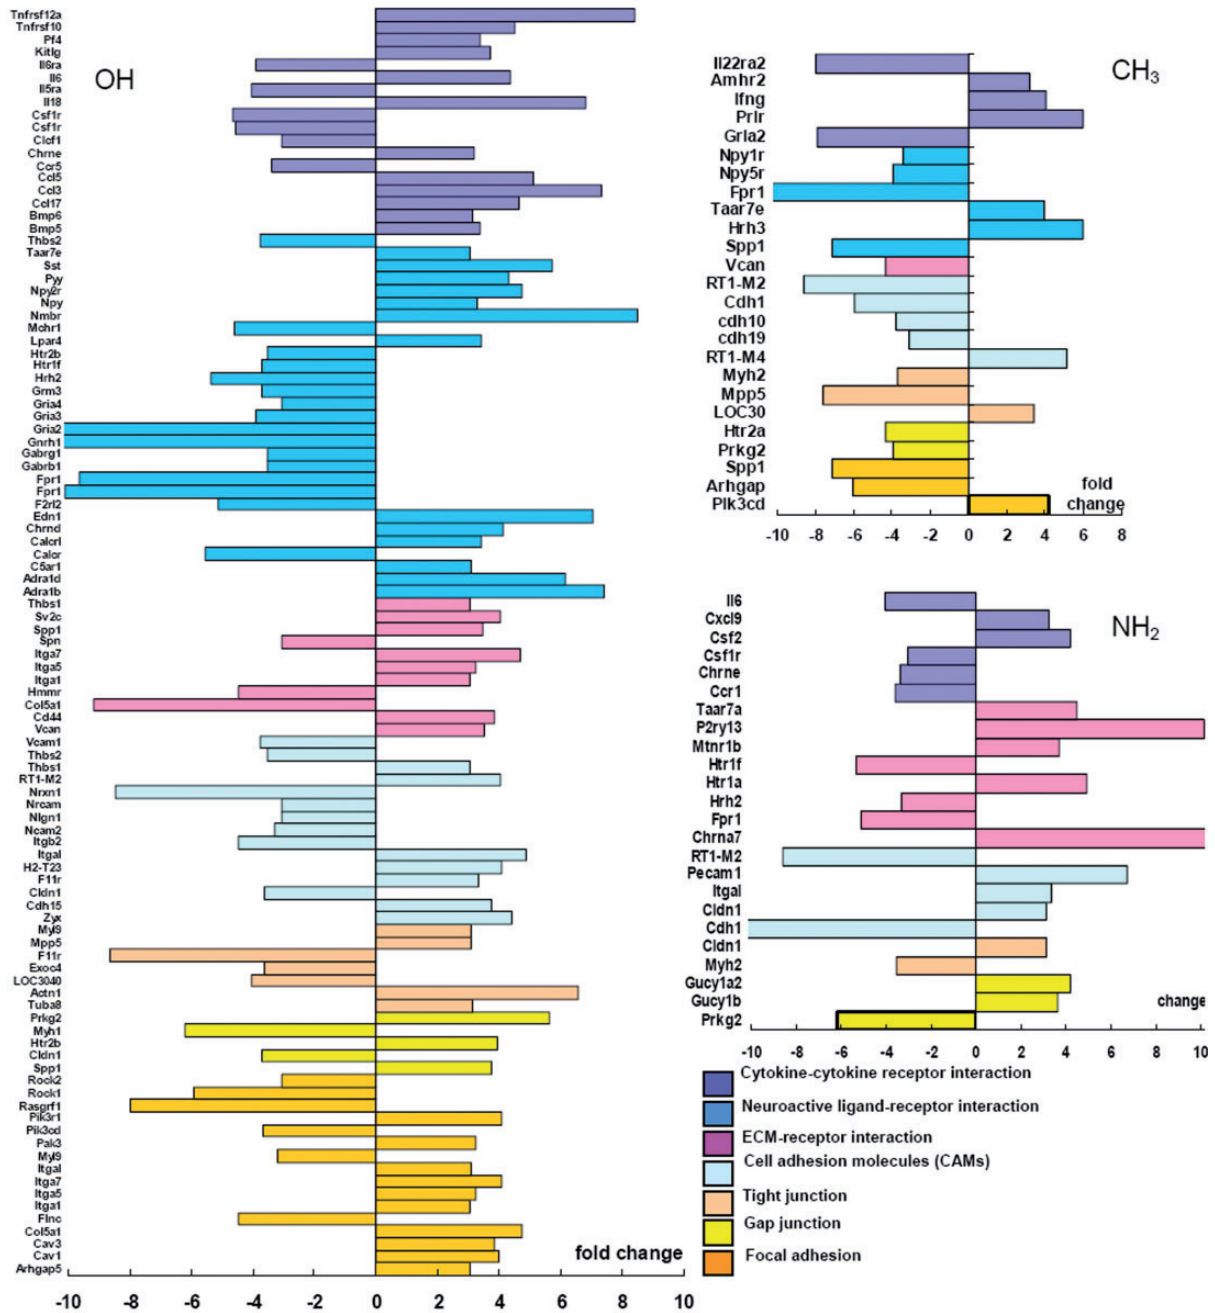 Tnfrsf12a
Tnfrsf10
Pf4
Kitlg
Il6ra
Il6
Il5ra
Il18
Csf1r
Csf1r
Clcf1
Chrne
Ccr5
Ccl5
Ccl3
Ccl17
Bmp6
Bmp5
Thbs2
Taar7e
Sst
Pyy
Npy2r
Npy
Nmbr
Mchr1
Lpar4
Htr2b
Htr1f
Hrh2
Grm3
Gria4
Gria3
Gria2
Gnrh1
Gabrg1
Gabrb1
Fpr1
Fpr1
F2rl2
Edn1
Chrnd
Calcrl
Calcr
C5ar1
Adra1d
Adra1b
Thbs1
Sv2c
Spp1
Spn
Itga7
Itga5
Itga1
Hmmr
Col5a1
Cd44
Vcan
Vcam1
Thbs2
Thbs1
RT1-M2
Nrxn1
Nrcam
Nlgn1
Ncam2
Itgb2
Itgal
H2-T23
F11r
Cldn1
Cdh15
Zyx
Myl9
Mpp5
F11r
Exoc4
LOC3040
Actn1
Tuba8
Prkg2
Myh1
Htr2b
Cldn1
Spp1
Rock2
Rock1
Rasgrf1
Pik3r1
Pik3cd
Pak3
Myl9
Itgal
Itga7
Itga5
Itga1
Flnc
Col5a1
Cav3
Cav1
Arhgap5
OH
fold change
-10 -8 -6 -4 -2 0 2 4 6 8 10
CH3
Il22ra2
Amhr2
Ifng
Prlr
Gria2
Npy1r
Npy5r
Fpr1
Taar7e
Hrh3
Spp1
Vcan
RT1-M2
Cdh1
cdh10
cdh19
RT1-M4
Myh2
Mpp5
LOC30
Htr2a
Prkg2
Spp1
Arhgap
PIk3cd
fold
change
-10 -8 -6 -4 -2 0 2 4 6 8
NH2
Il6
Cxcl9
Csf2
Csf1r
Chrne
Ccr1
Taar7a
P2ry13
Mtnr1b
Htr1f
Htr1a
Hrh2
Fpr1
Chrna7
RT1-M2
Pecam1
Itgal
Cldn1
Cdh1
Cldn1
Myh2
Gucy1a2
Gucy1b
Prkg2
change
-10 -8 -6 -4 -2 0 2 4 6 8 10
Cytokine-cytokine receptor interaction
Neuroactive ligand-receptor interaction
ECM-receptor interaction
Cell adhesion molecules (CAMs)
Tight junction
Gap junction
Focal adhesion